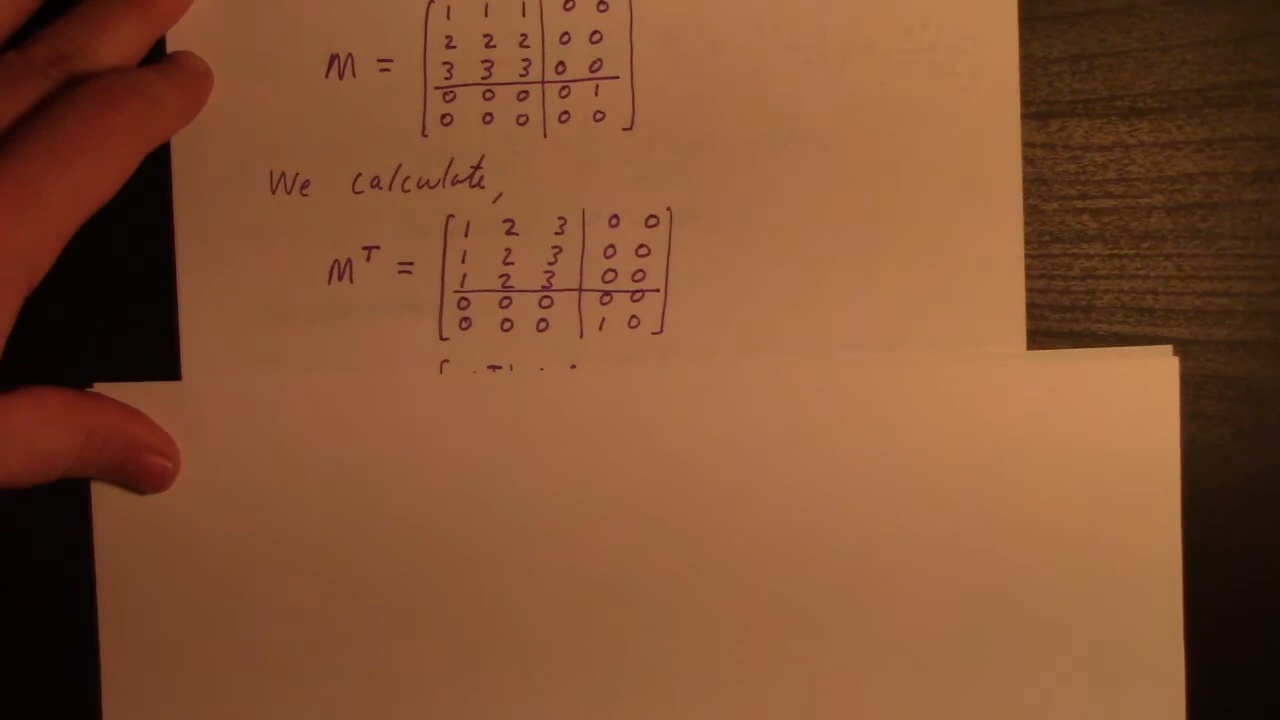 1 1 1 0 0
2 2 2 0 0
M = 3 3 3 0 0
0 0 0 0 1
0 0 0 0 0
We calculate,
1 2 3 0 0
1 2 3 0 0
Mᵀ = 1 2 3 0 0
0 0 0 0 0
0 0 0 1 0